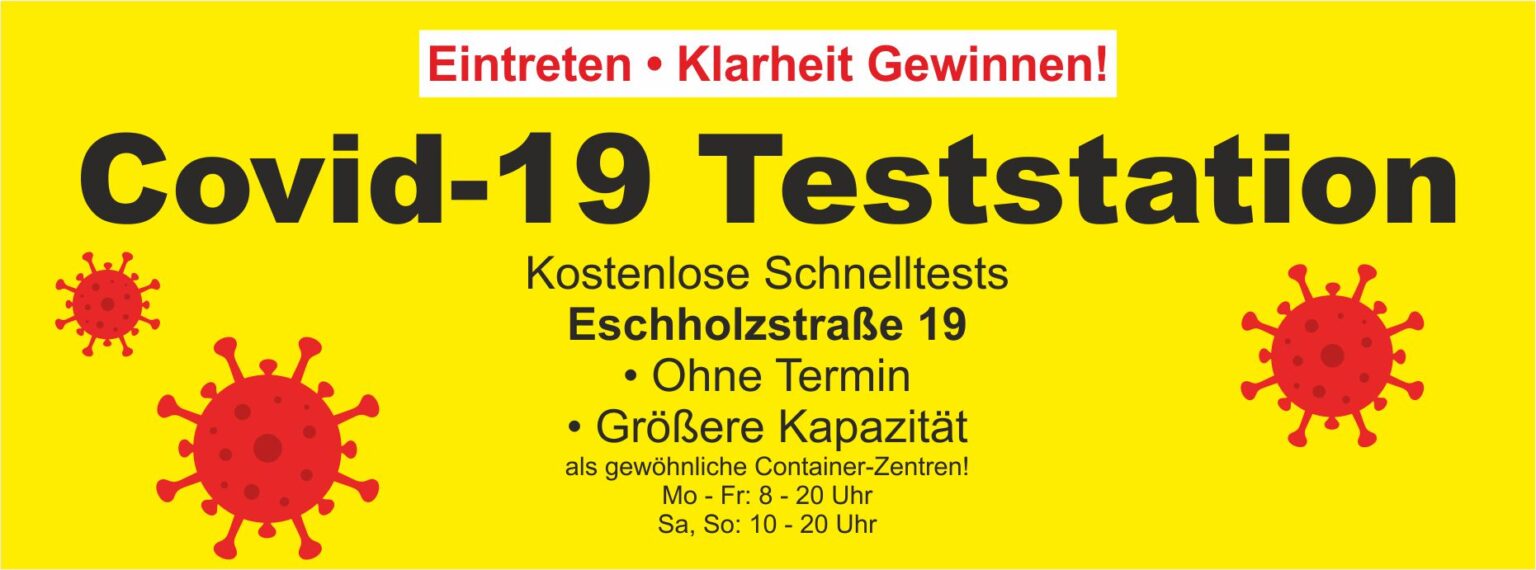 Eintreten • Klarheit Gewinnen!
Covid-19 Teststation
Kostenlose Schnelltests
Eschholzstraße 19
• Ohne Termin
• Größere Kapazität
als gewöhnliche Container-Zentren!
Mo - Fr: 8 - 20 Uhr
Sa, So: 10 - 20 Uhr